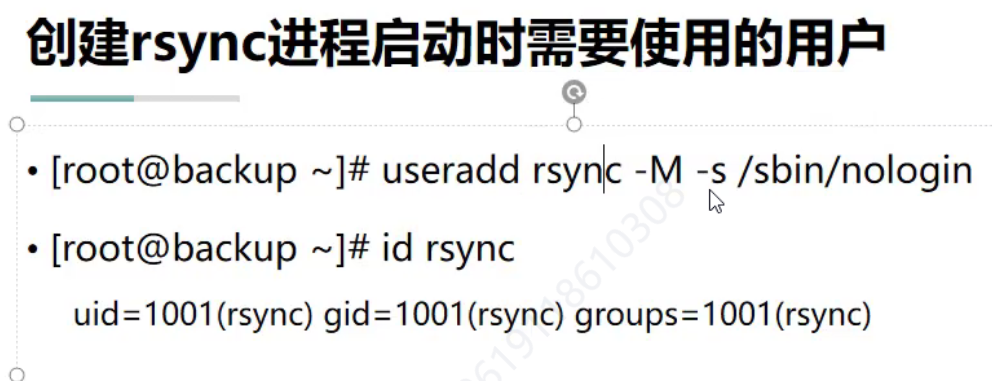 创建rsync进程启动时需要使用的用户
• [root@backup ~]# useradd rsync -M -s /sbin/nologin
• [root@backup ~]# id rsync
uid=1001(rsync) gid=1001(rsync) groups=1001(rsync)